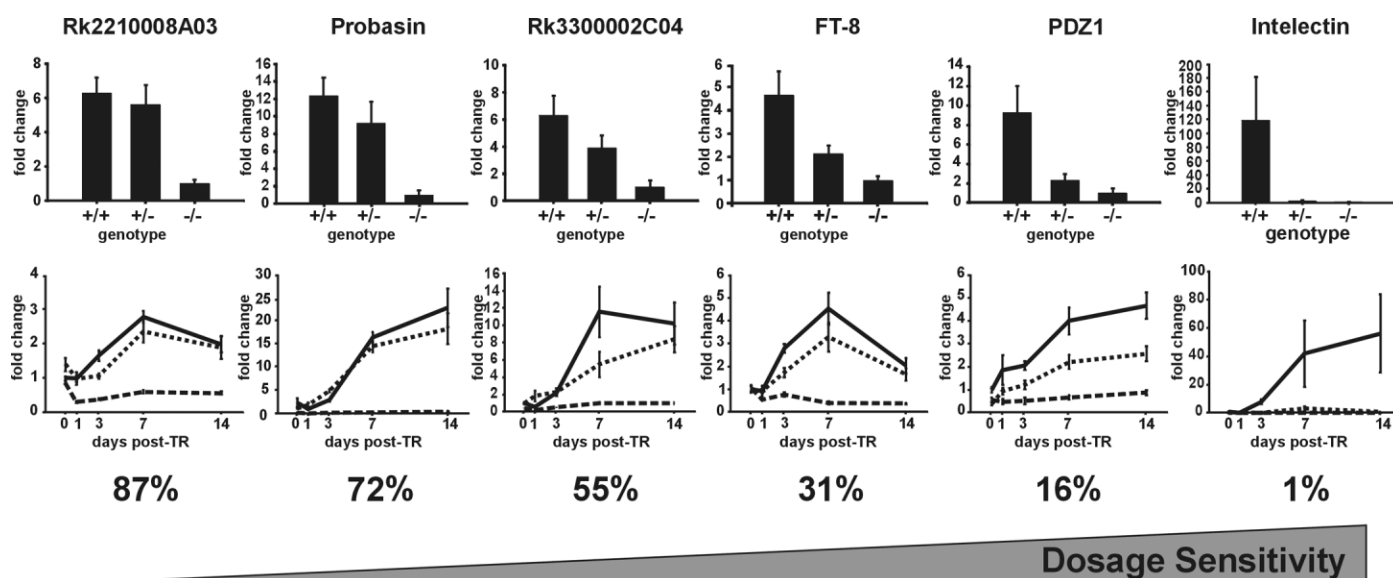 Rk2210008A03 Probasin Rk3300002C04 FT-8 PDZ1 Intelectin
fold change 8 6 4 2 0 +/+ +/- -/- genotype
fold change 16 14 12 10 8 6 4 2 0 +/+ +/- -/- genotype
fold change 10 8 6 4 2 0 +/+ +/- -/- genotype
fold change 6 5 4 3 2 1 0 +/+ +/- -/- genotype
fold change 14 12 10 8 6 4 2 0 +/+ +/- -/- genotype
fold change 200 180 160 140 120 100 80 60 40 20 0 +/+ +/- -/- genotype
fold change 4 3 2 1 0 0 1 3 7 14 days post-TR
fold change 30 25 20 15 10 5 0 0 1 3 7 14 days post-TR
fold change 16 14 12 10 8 6 4 2 0 0 1 3 7 14 days post-TR
fold change 6 5 4 3 2 1 0 0 1 3 7 14 days post-TR
fold change 6 5 4 3 2 1 0 0 1 3 7 14 days post-TR
fold change 100 80 60 40 20 0 0 1 3 7 14 days post-TR
87% 72% 55% 31% 16% 1%
Dosage Sensitivity